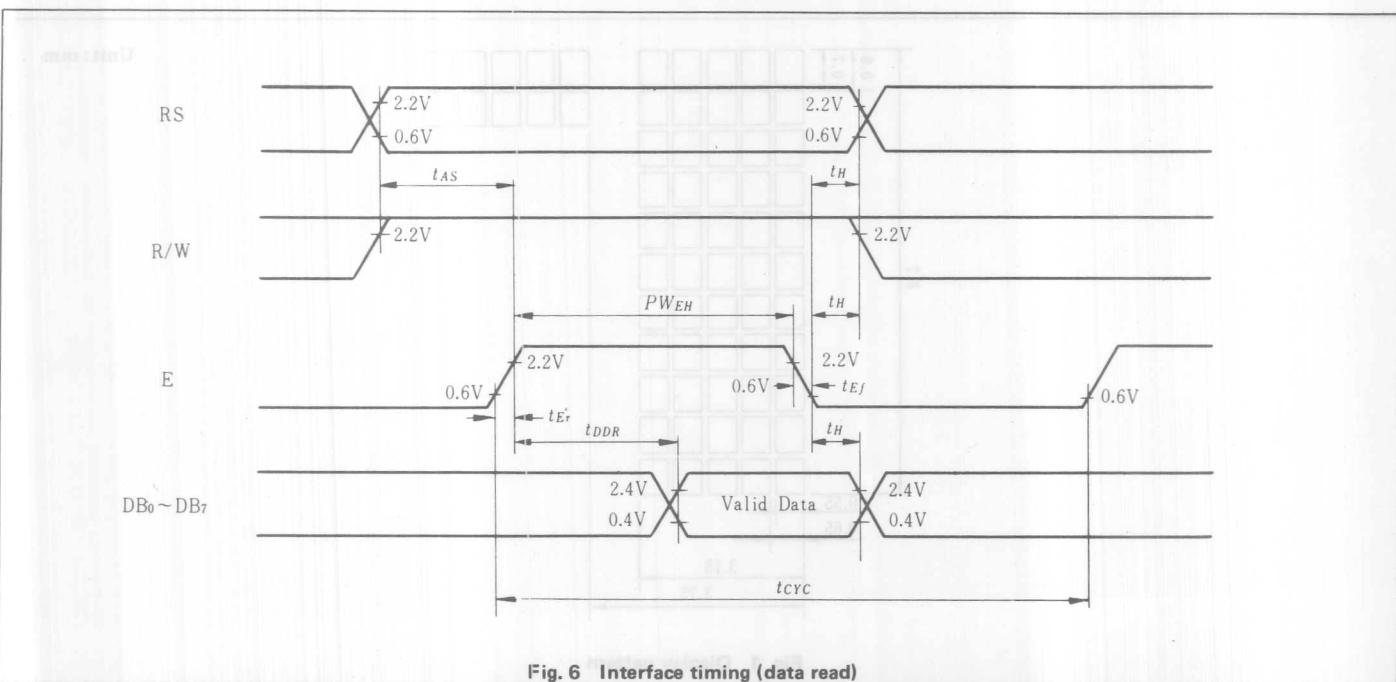 RS
2.2V
0.6V
2.2V
0.6V
tAS
tH
R/W
2.2V
2.2V
PWEH
tH
E
2.2V
0.6V
2.2V
0.6V
tEf
0.6V
tEr
tDDR
tH
DB0~DB7
2.4V
0.4V
Valid Data
2.4V
0.4V
tCYC
Fig. 6 Interface timing (data read)